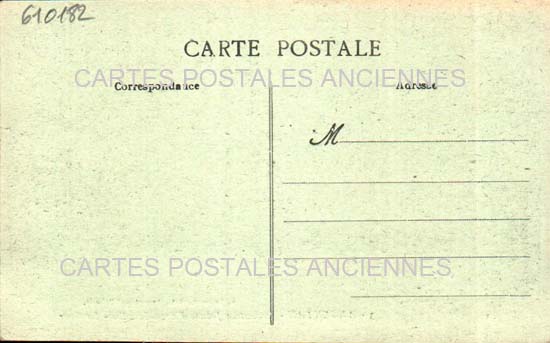 610182
CARTE POSTALE
CARTES POSTALES ANCIENNES
Correspondance
Adresse
M
CARTES POSTALES ANCIENNES